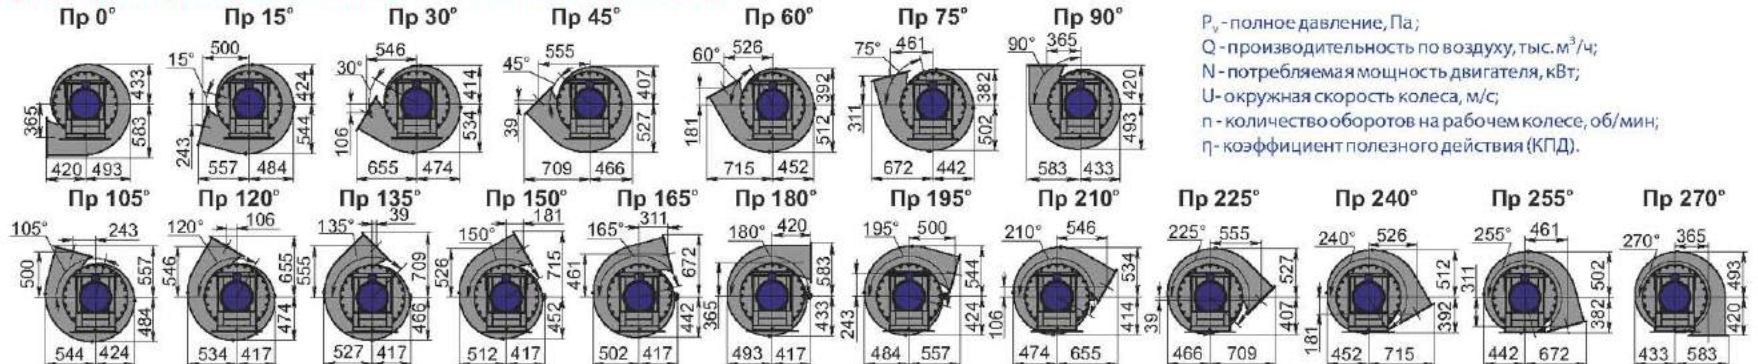 Пр 0° Пр 15° Пр 30° Пр 45° Пр 60° Пр 75° Пр 90°
500 546 555 526 461 365
15° 30° 45° 60° 75° 90°
433 424 414 407 392 382 420
365 583 243 544 106 534 39 527 181 512 311 502 493
420 493 557 484 655 474 709 466 715 452 672 442 583 433
Pᵥ - полное давление, Па;
Q - производительность по воздуху, тыс. м³/ч;
N - потребляемая мощность двигателя, кВт;
U - окружная скорость колеса, м/с;
n - количество оборотов на рабочем колесе, об/мин;
η - коэффициент полезного действия (КПД).
Пр 105° Пр 120° Пр 135° Пр 150° Пр 165° Пр 180° Пр 195° Пр 210° Пр 225° Пр 240° Пр 255° Пр 270°
105° 243 120° 106 135° 39 150° 181 165° 311 180° 420 195° 500 210° 546 225° 555 240° 526 255° 461 270° 365
500 557 546 655 555 709 526 715 461 672 583 544 534 527 512 311 502 493
484 474 466 452 442 365 433 243 424 106 414 39 407 181 392 382 420
544 424 534 417 527 417 512 417 502 417 493 417 484 557 474 655 466 709 452 715 442 672 433 583